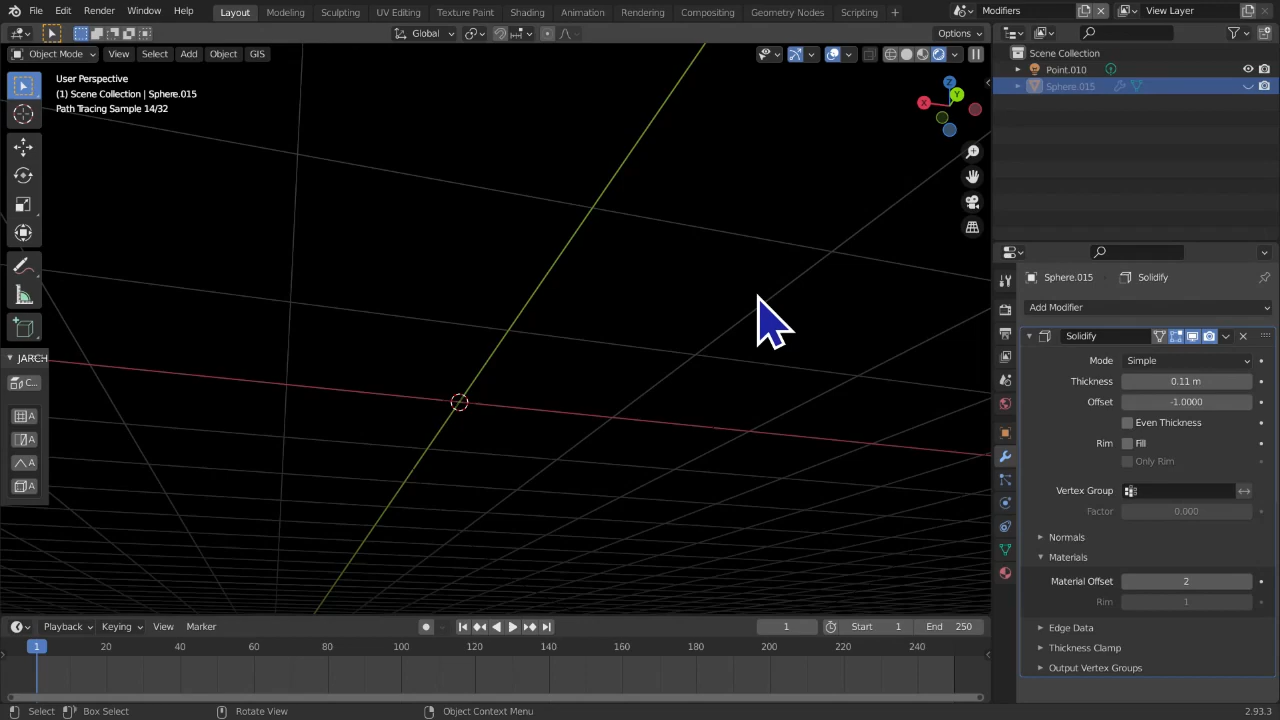 File Edit Render Window Help Layout Modeling Sculpting UV Editing Texture Paint Shading Animation Rendering Compositing Geometry Nodes Scripting + Modifiers View Layer
Global Options
Object Mode View Select Add Object GIS
User Perspective
(1) Scene Collection | Sphere.015
Path Tracing Sample 14/32
Z
Y
X
Scene Collection
Point.010
Sphere.015
JARCH
C...
A
A
A
A
Sphere.015 Solidify
Add Modifier
Solidify
Mode Simple
Thickness 0.11 m
Offset -1.0000
Even Thickness
Rim Fill
Only Rim
Vertex Group
Factor 0.000
Normals
Materials
Material Offset 2
Rim 1
Edge Data
Thickness Clamp
Output Vertex Groups
Playback Keying View Marker 1 Start 1 End 250
1 20 40 60 80 100 120 140 160 180 200 220 240
Select Box Select Rotate View Object Context Menu 2.93.3